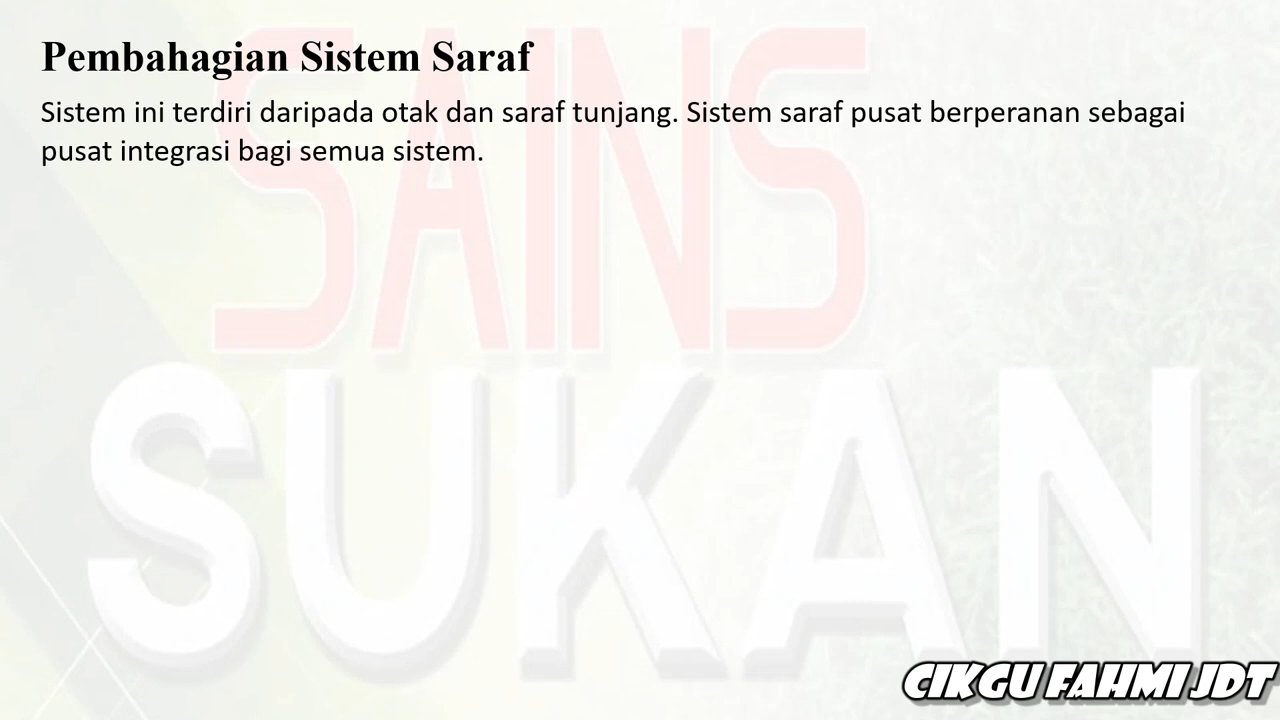 Pembahagian Sistem Saraf
Sistem ini terdiri daripada otak dan saraf tunjang. Sistem saraf pusat berperanan sebagai
pusat integrasi bagi semua sistem.
SAINS
SUKAN
CIKGU FAHMI JDT